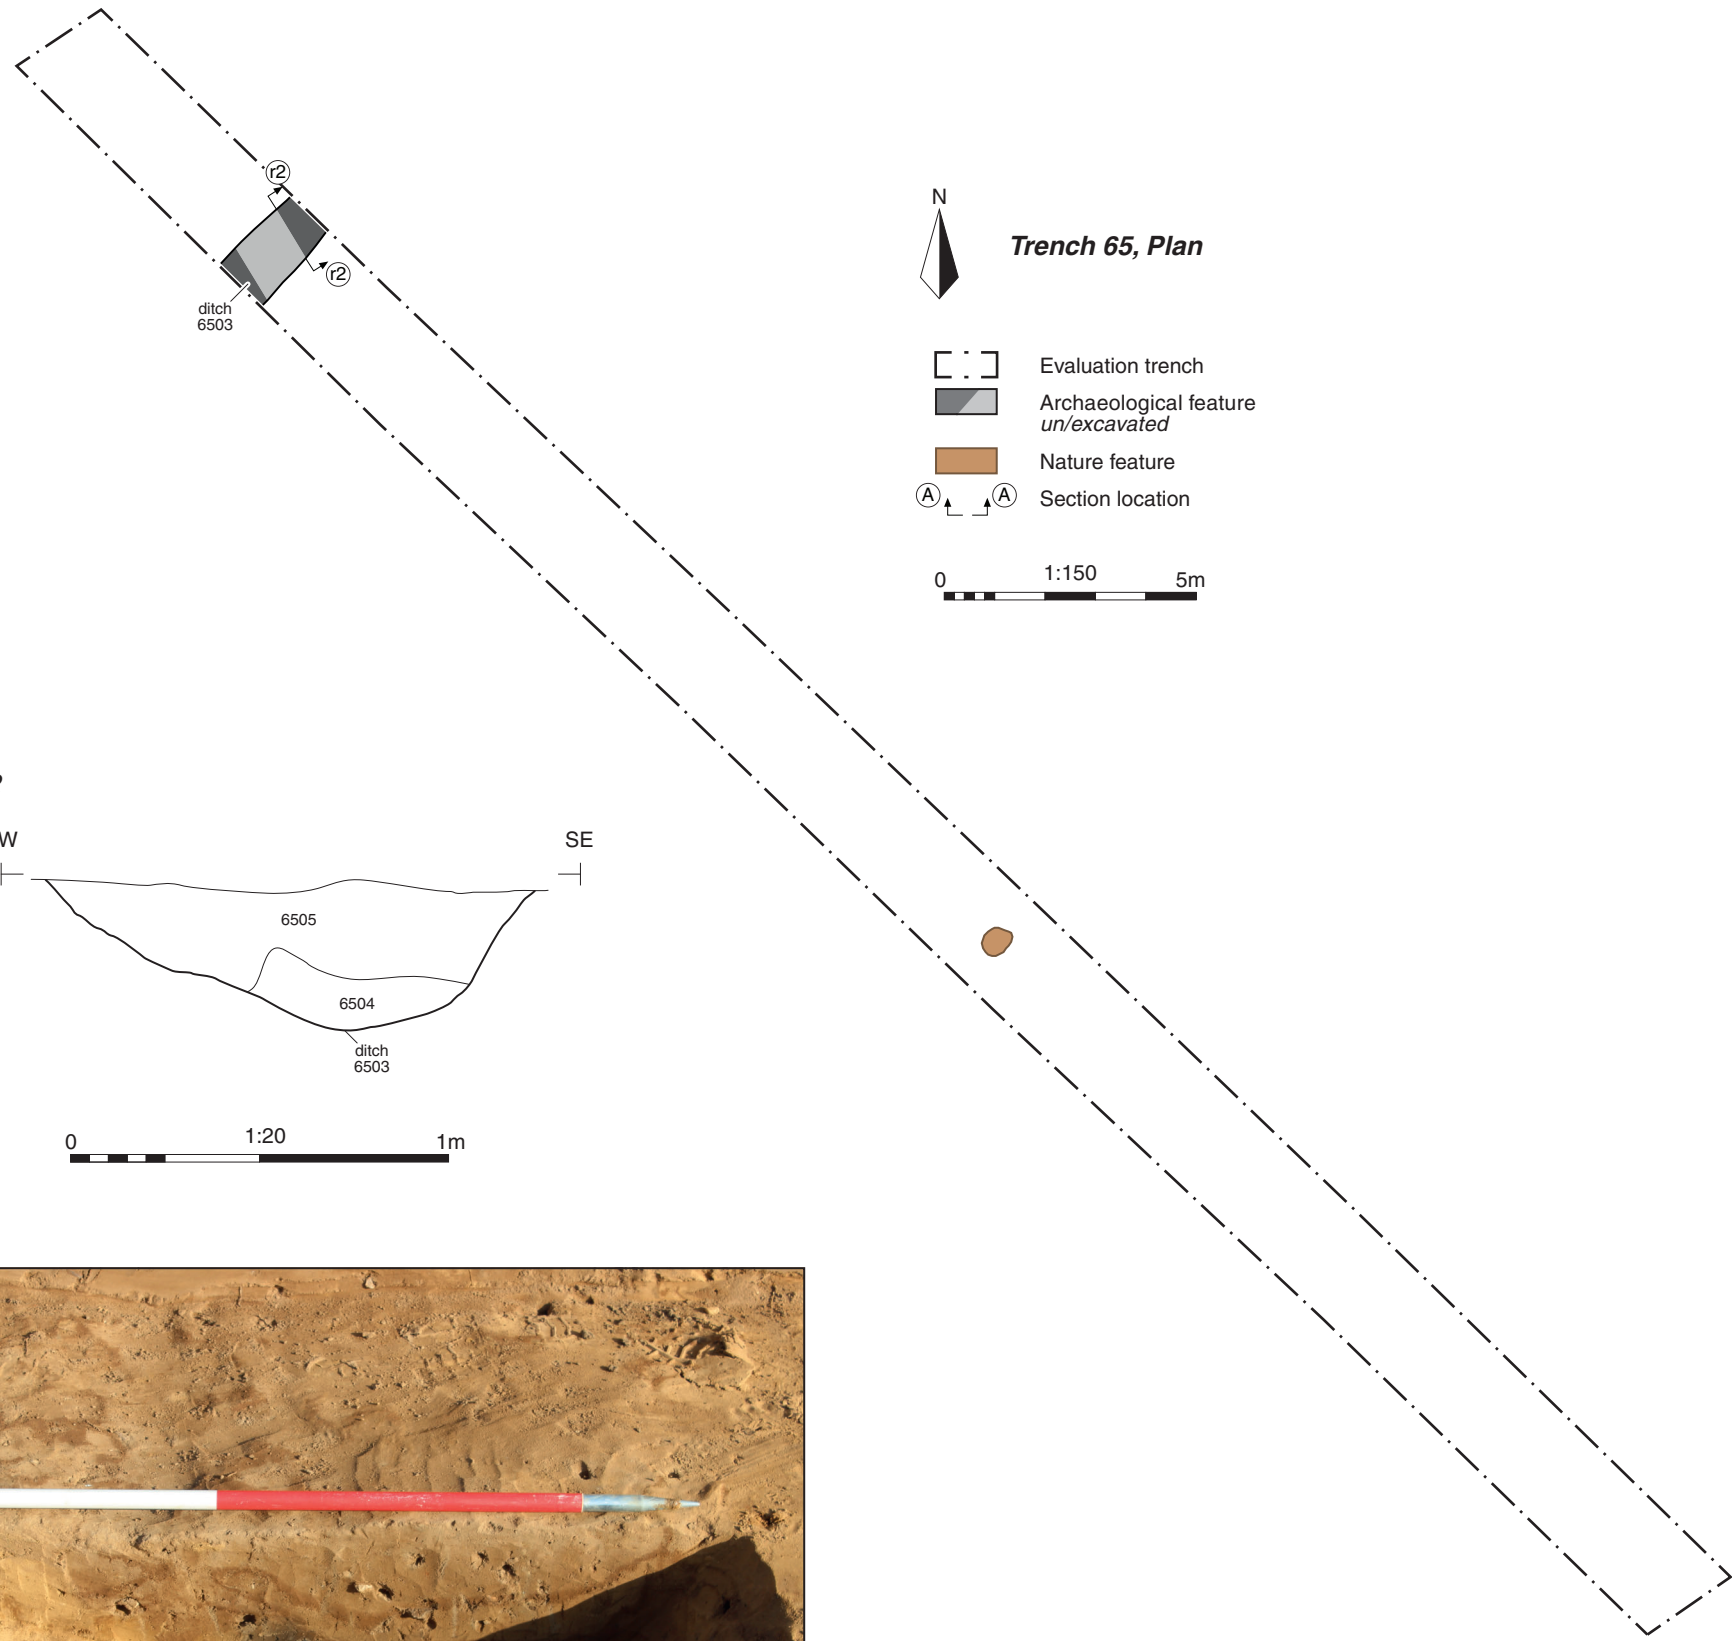 r2
r2
ditch
6503
N
Trench 65, Plan
Evaluation trench
Archaeological feature
un/excavated
Nature feature
A A Section location
0 1:150 5m
W SE
6505
6504
ditch
6503
0 1:20 1m